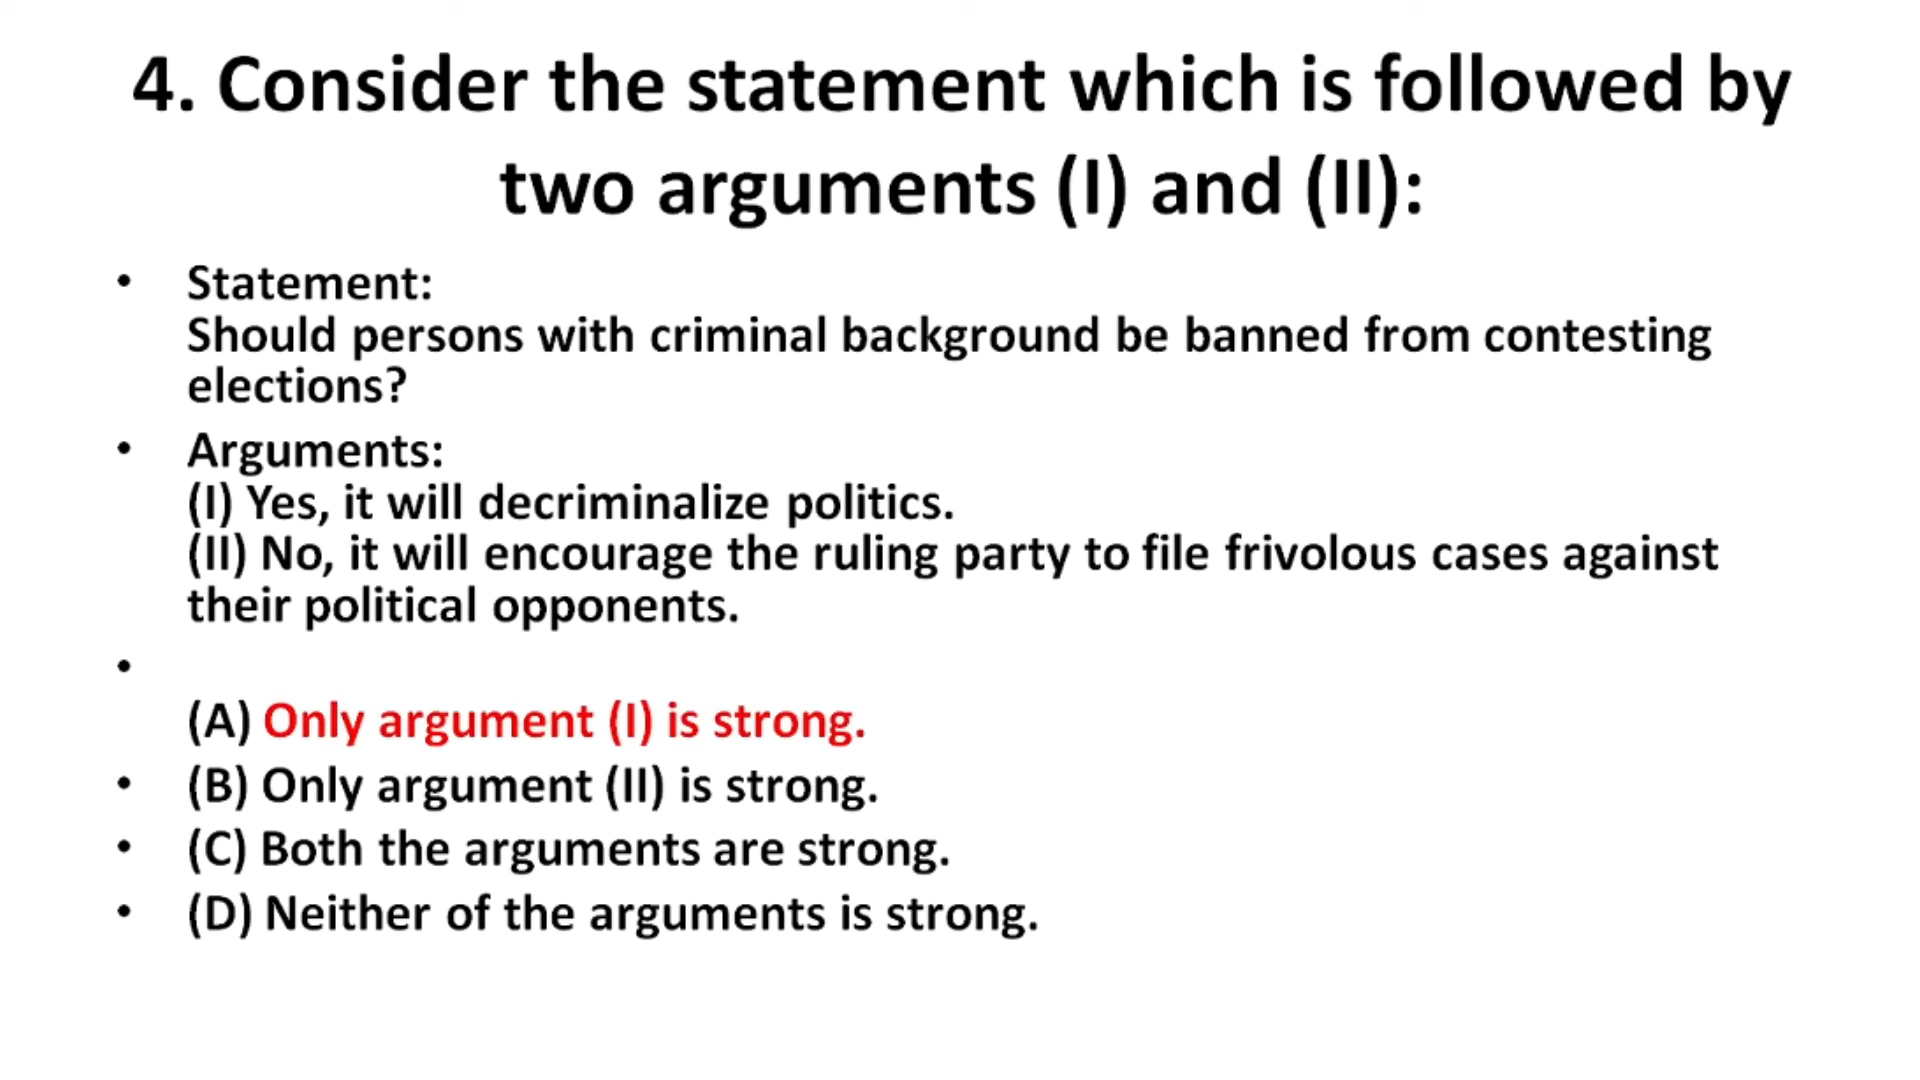 4. Consider the statement which is followed by
two arguments (I) and (II):
• Statement:
Should persons with criminal background be banned from contesting
elections?
• Arguments:
(I) Yes, it will decriminalize politics.
(II) No, it will encourage the ruling party to file frivolous cases against
their political opponents.
•
(A) Only argument (I) is strong.
• (B) Only argument (II) is strong.
• (C) Both the arguments are strong.
• (D) Neither of the arguments is strong.